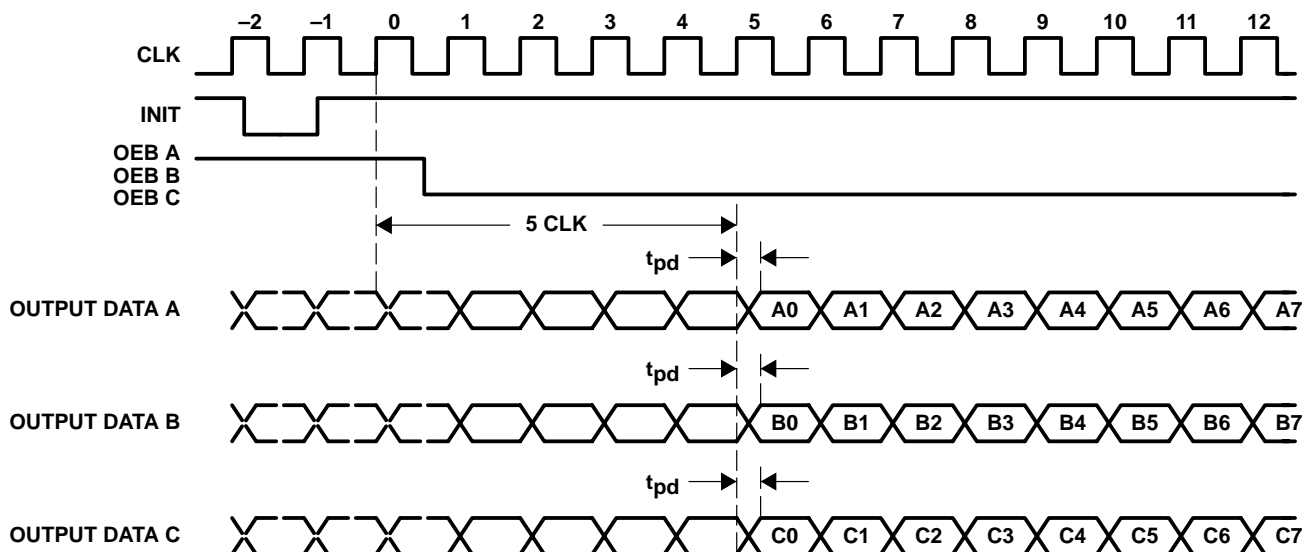 –2 –1 0 1 2 3 4 5 6 7 8 9 10 11 12
CLK
INIT
OEB A
OEB B
OEB C
5 CLK
tpd
OUTPUT DATA A A0 A1 A2 A3 A4 A5 A6 A7
tpd
OUTPUT DATA B B0 B1 B2 B3 B4 B5 B6 B7
tpd
OUTPUT DATA C C0 C1 C2 C3 C4 C5 C6 C7